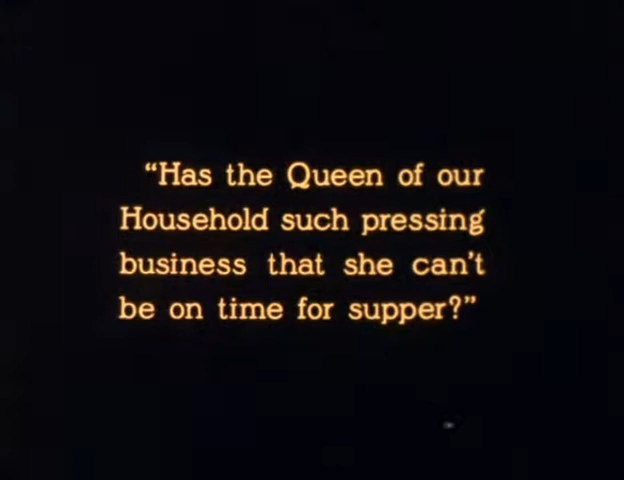 “Has the Queen of our
Household such pressing
business that she can't
be on time for supper?”